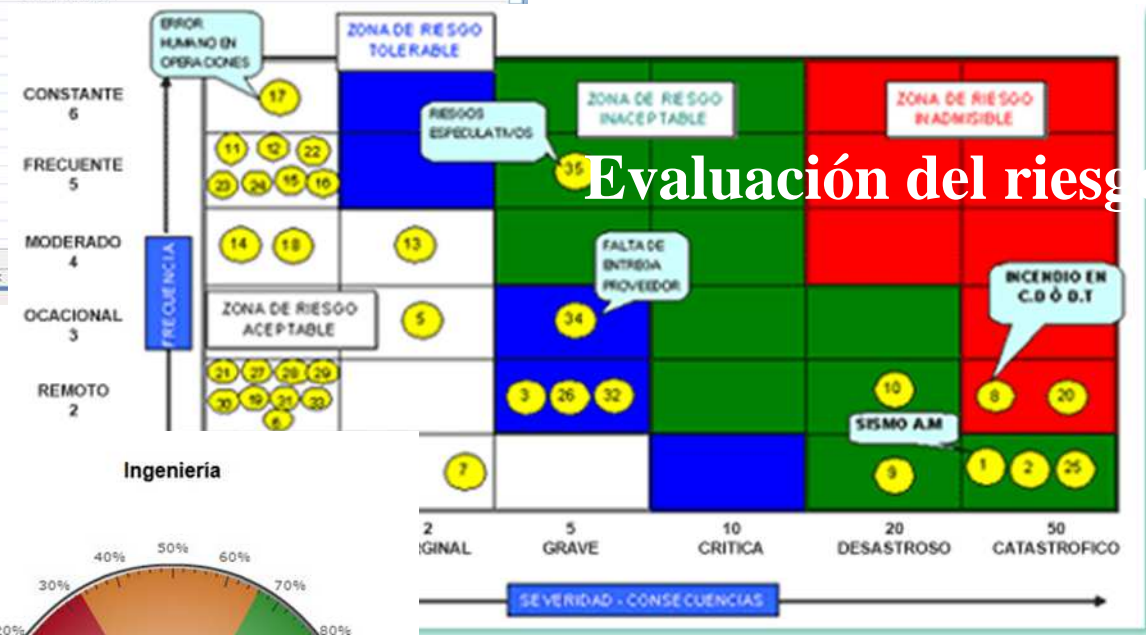 ERROR
HUMANO EN
OPERACIONES
ZONA DE RIESGO
TOLERABLE
CONSTANTE
6
17
RIESGOS
ESPECULATIVOS
ZONA DE RIESGO
INACEPTABLE
ZONA DE RIESGO
INADMISIBLE
FRECUENTE
5
11 12 22
23 24 15 16
35
Evaluación del riesg
MODERADO
4
14 18
13
FALTA DE
ENTREGA
PROVEEDOR
INCENDIO EN
C.D Ó D.T
FRECUENCIA
OCACIONAL
3
ZONA DE RIESGO
ACEPTABLE
5
34
REMOTO
2
21 27 28 29
30 19 31 33
6
3 26 32
10
8 20
SISMO A.M
7
9
1 2 25
Ingeniería
2
5
10
20
50
GINAL
GRAVE
CRITICA
DESASTROSO
CATASTROFICO
SEVERIDAD - CONSECUENCIAS
20%
30%
40%
50%
60%
70%
80%